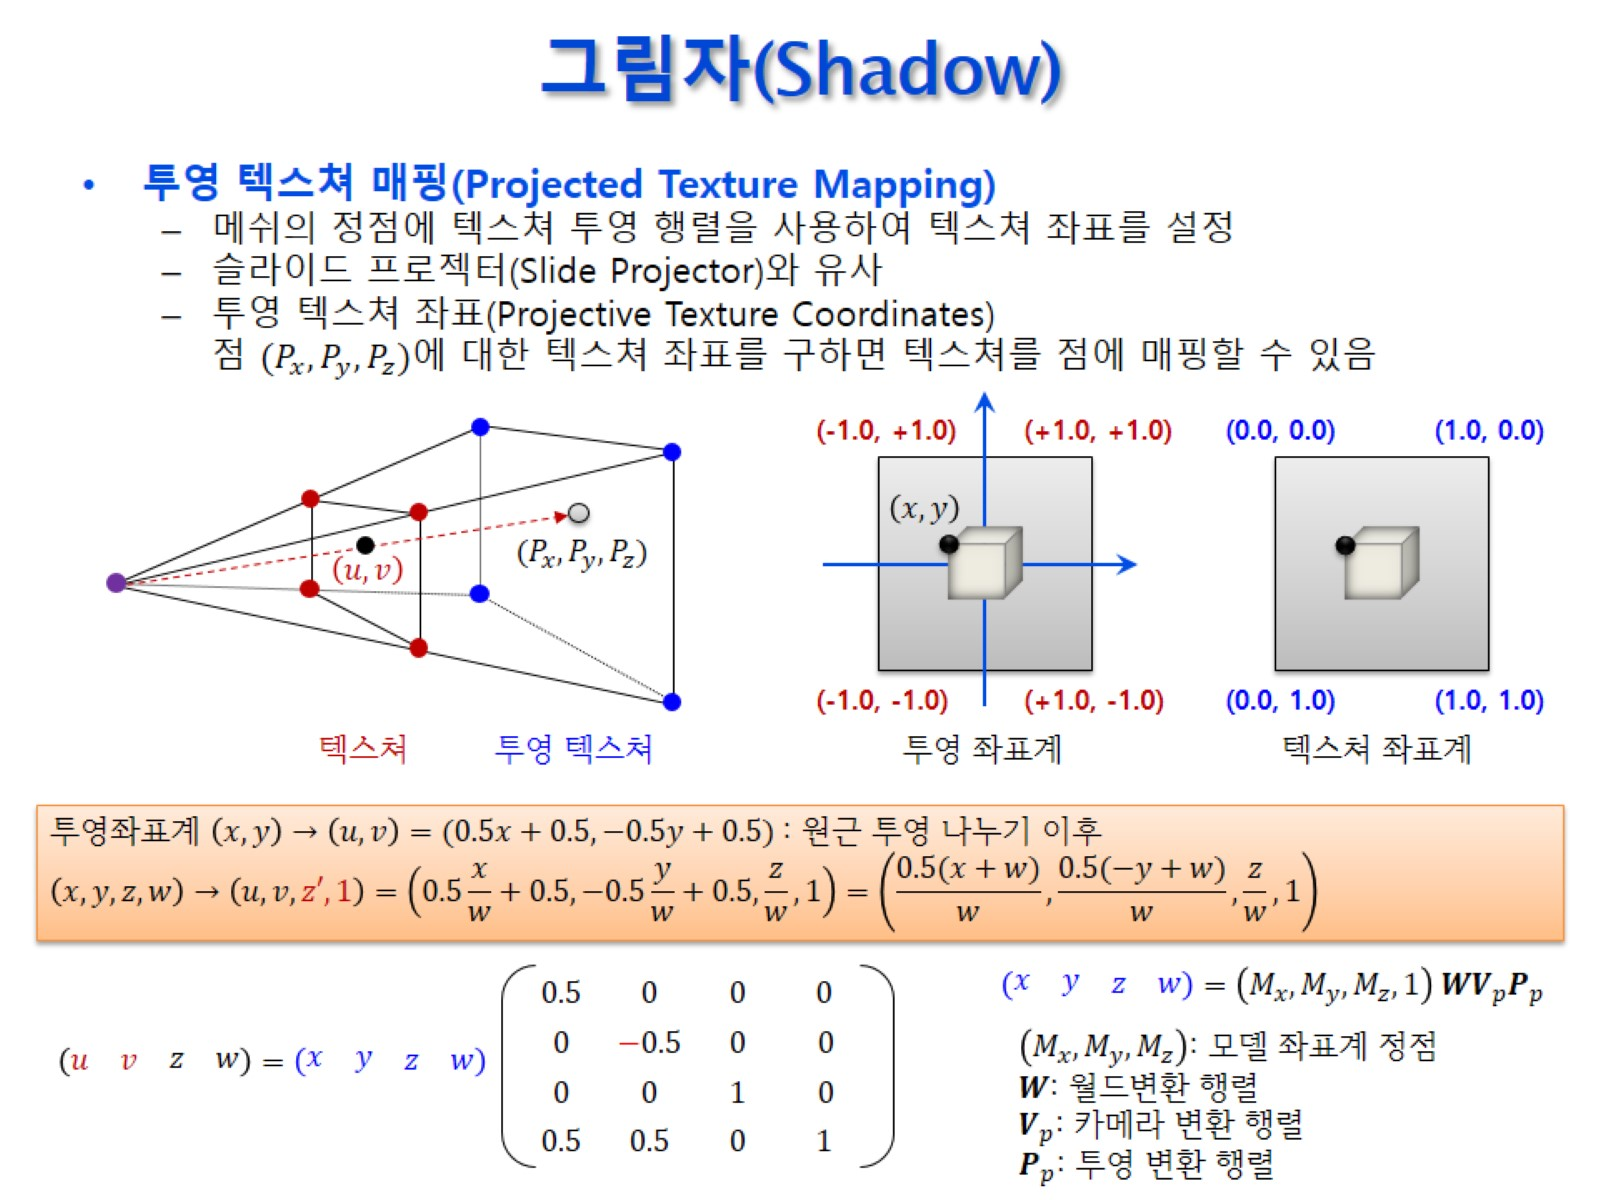 그림자(Shadow)
• 투영 텍스쳐 매핑(Projected Texture Mapping)
– 메쉬의 정점에 텍스쳐 투영 행렬을 사용하여 텍스쳐 좌표를 설정
– 슬라이드 프로젝터(Slide Projector)와 유사
– 투영 텍스쳐 좌표(Projective Texture Coordinates)
점 (Pₓ, P_y, P_z)에 대한 텍스쳐 좌표를 구하면 텍스쳐를 점에 매핑할 수 있음
(u, v)
(Pₓ, P_y, P_z)
텍스쳐
투영 텍스쳐
(-1.0, +1.0) (+1.0, +1.0)
(x, y)
(-1.0, -1.0) (+1.0, -1.0)
투영 좌표계
(0.0, 0.0) (1.0, 0.0)
(0.0, 1.0) (1.0, 1.0)
텍스쳐 좌표계
투영좌표계 (x, y) → (u, v) = (0.5x + 0.5, −0.5y + 0.5) : 원근 투영 나누기 이후
(x, y, z, w) → (u, v, z′, 1) = (0.5 x/w + 0.5, −0.5 y/w + 0.5, z/w, 1) = (0.5(x + w)/w, 0.5(−y + w)/w, z/w, 1)
(u v z w) = (x y z w)
0.5 0 0 0
0 −0.5 0 0
0 0 1 0
0.5 0.5 0 1
(x y z w) = (Mₓ, M_y, M_z, 1) WV_pP_p
(Mₓ, M_y, M_z): 모델 좌표계 정점
W: 월드변환 행렬
V_p: 카메라 변환 행렬
P_p: 투영 변환 행렬